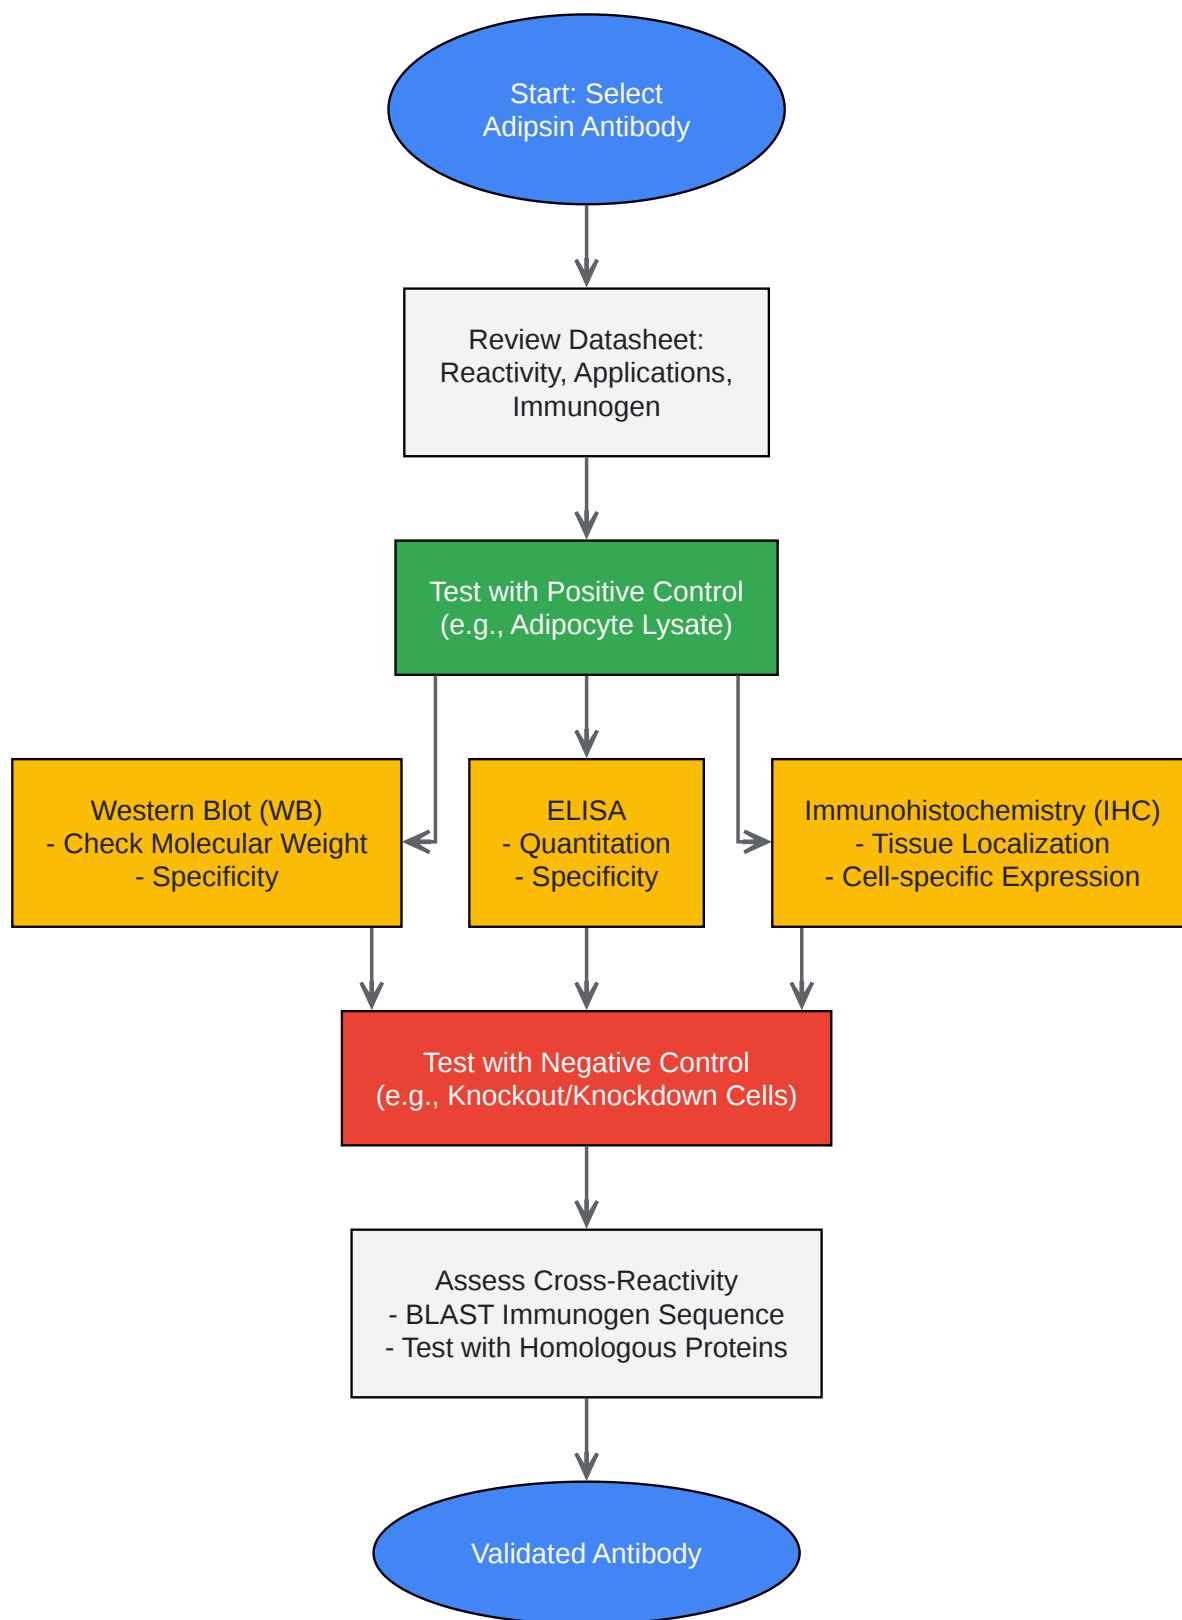 Start: Select
Adipsin Antibody
Review Datasheet:
Reactivity, Applications,
Immunogen
Test with Positive Control
(e.g., Adipocyte Lysate)
Western Blot (WB)
- Check Molecular Weight
- Specificity
ELISA
- Quantitation
- Specificity
Immunohistochemistry (IHC)
- Tissue Localization
- Cell-specific Expression
Test with Negative Control
(e.g., Knockout/Knockdown Cells)
Assess Cross-Reactivity
- BLAST Immunogen Sequence
- Test with Homologous Proteins
Validated Antibody